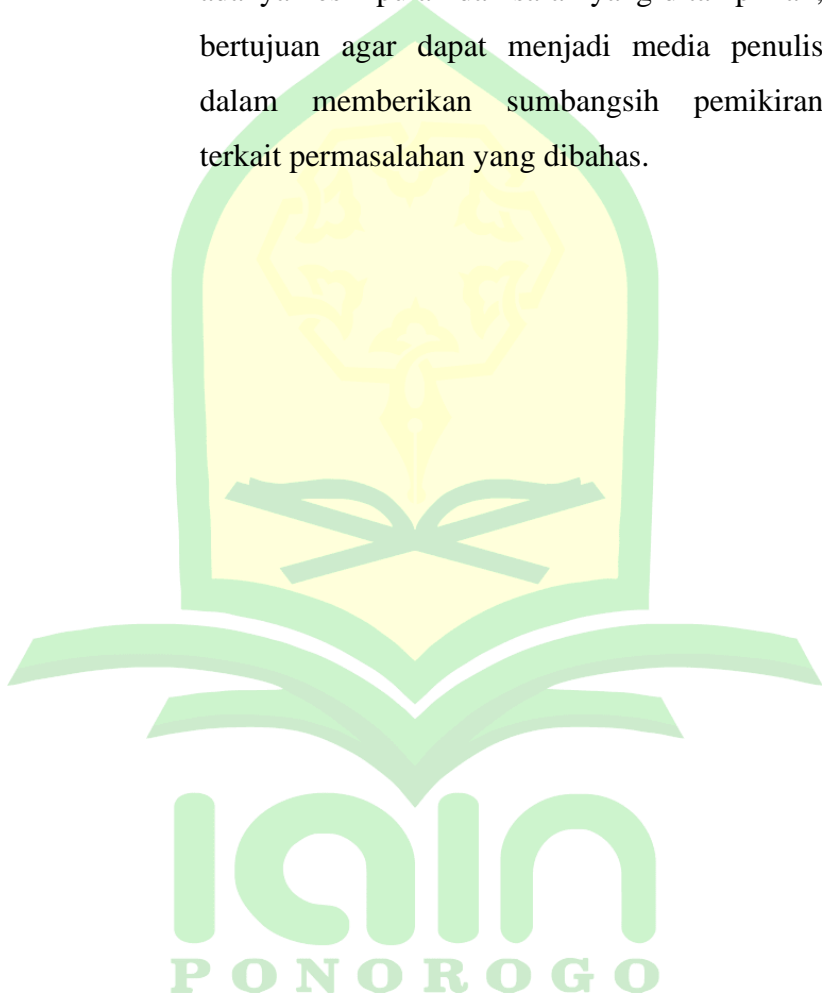 bertujuan agar dapat menjadi media penulis
dalam memberikan sumbangsih pemikiran
terkait permasalahan yang dibahas.
iain
PONOROGO